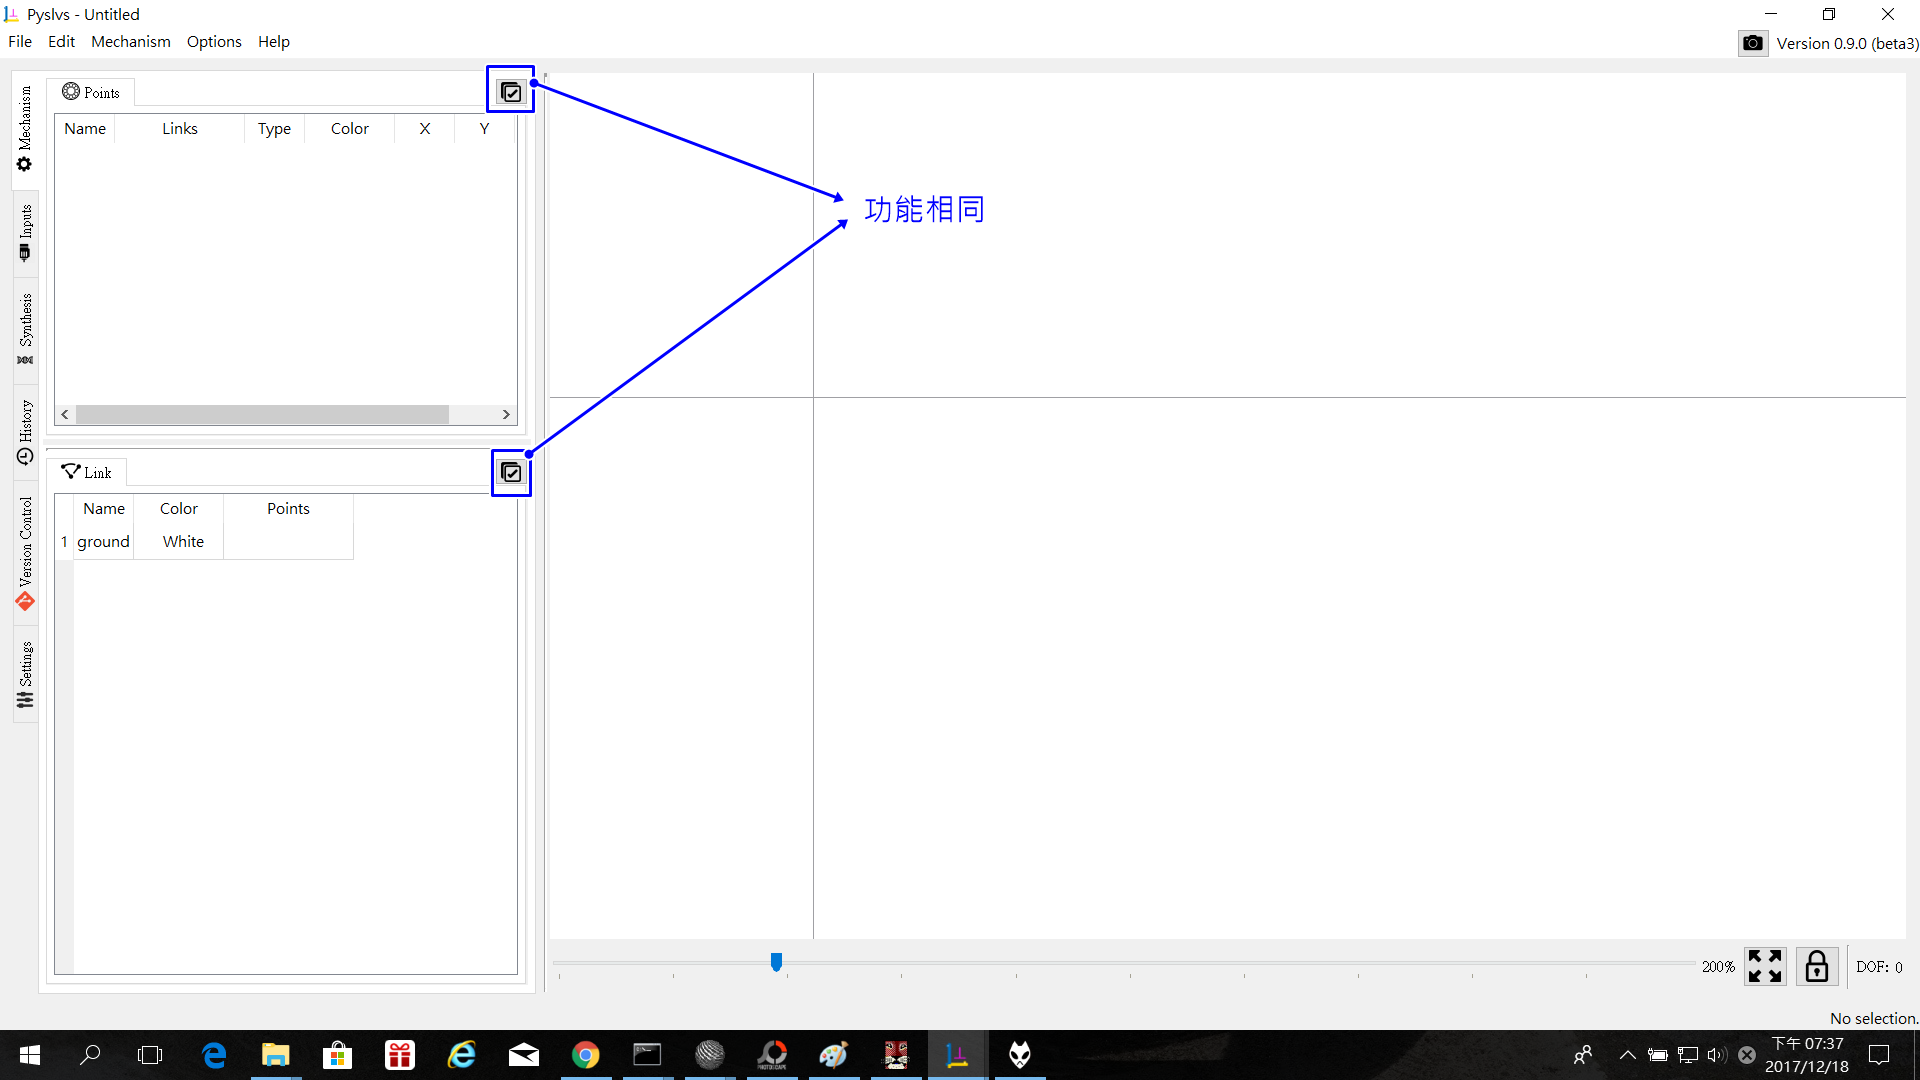 Pyslvs - Untitled
File Edit Mechanism Options Help
Version 0.9.0 (beta3)
Mechanism
Inputs
Synthesis
History
Version Control
Settings
Points
Name Links Type Color X Y
功能相同
Link
Name Color Points
1 ground White
200%
DOF: 0
No selection.
PHOTOSCAPE
下午 07:37
2017/12/18